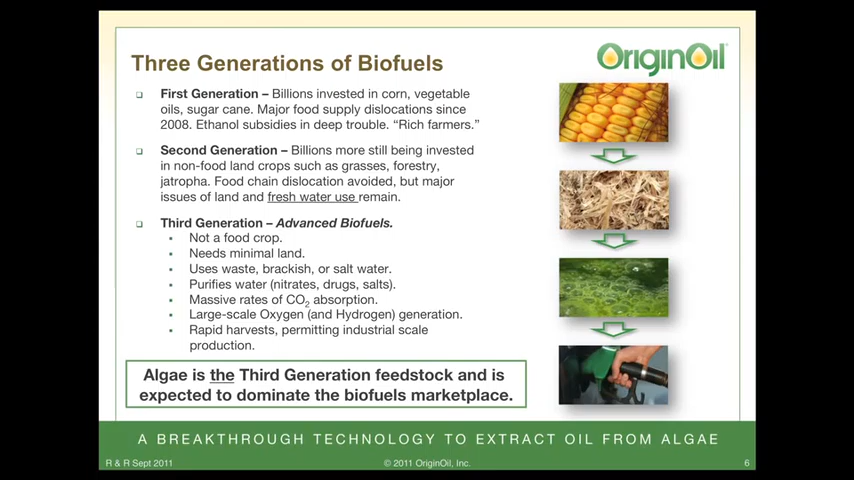 Three Generations of Biofuels
ORIGINOIL
First Generation – Billions invested in corn, vegetable
oils, sugar cane. Major food supply dislocations since
2008. Ethanol subsidies in deep trouble. “Rich farmers.”
Second Generation – Billions more still being invested
in non-food land crops such as grasses, forestry,
jatropha. Food chain dislocation avoided, but major
issues of land and fresh water use remain.
Third Generation – Advanced Biofuels.
Not a food crop.
Needs minimal land.
Uses waste, brackish, or salt water.
Purifies water (nitrates, drugs, salts).
Massive rates of CO2 absorption.
Large-scale Oxygen (and Hydrogen) generation.
Rapid harvests, permitting industrial scale
production.
Algae is the Third Generation feedstock and is
expected to dominate the biofuels marketplace.
A BREAKTHROUGH TECHNOLOGY TO EXTRACT OIL FROM ALGAE
R & R Sept 2011
© 2011 OriginOil, Inc.
6